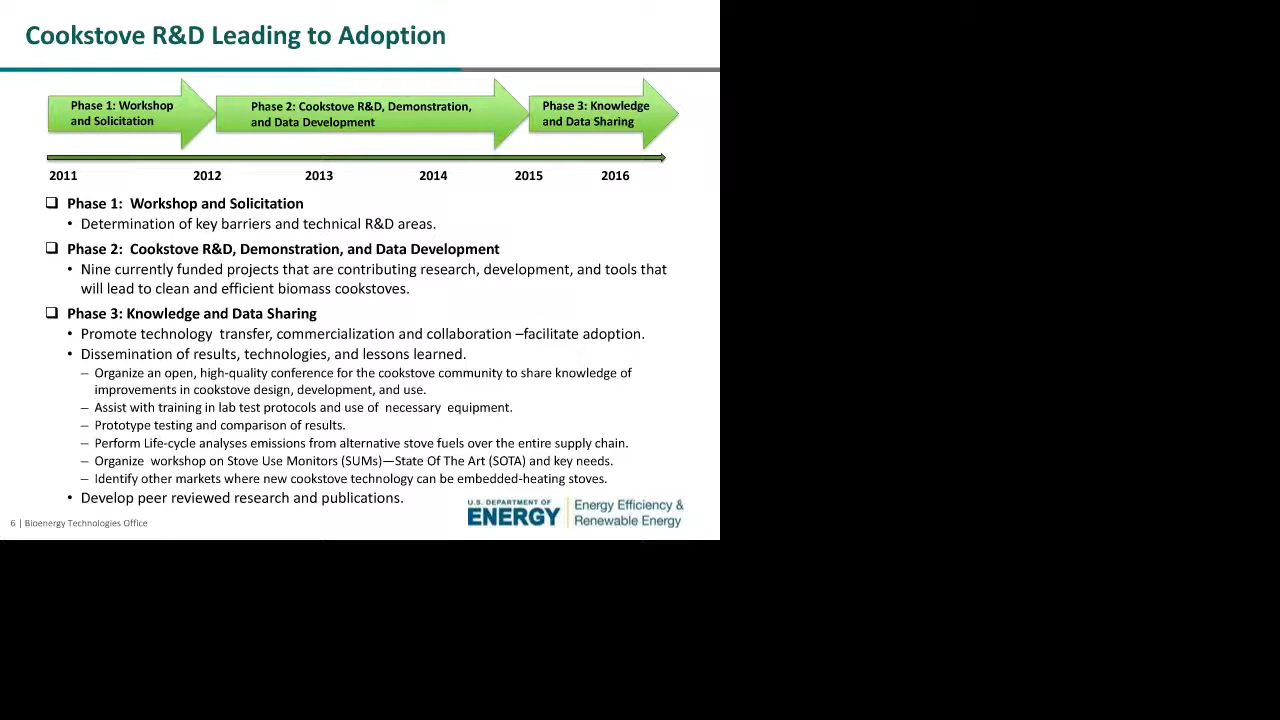 Cookstove R&D Leading to Adoption
Phase 1: Workshop
and Solicitation
Phase 2: Cookstove R&D, Demonstration,
and Data Development
Phase 3: Knowledge
and Data Sharing
2011 2012 2013 2014 2015 2016
❑ Phase 1:  Workshop and Solicitation
• Determination of key barriers and technical R&D areas.
❑ Phase 2:  Cookstove R&D, Demonstration, and Data Development
• Nine currently funded projects that are contributing research, development, and tools that
will lead to clean and efficient biomass cookstoves.
❑ Phase 3: Knowledge and Data Sharing
• Promote technology  transfer, commercialization and collaboration –facilitate adoption.
• Dissemination of results, technologies, and lessons learned.
– Organize an open, high-quality conference for the cookstove community to share knowledge of
improvements in cookstove design, development, and use.
– Assist with training in lab test protocols and use of  necessary  equipment.
– Prototype testing and comparison of results.
– Perform Life-cycle analyses emissions from alternative stove fuels over the entire supply chain.
– Organize  workshop on Stove Use Monitors (SUMs)—State Of The Art (SOTA) and key needs.
– Identify other markets where new cookstove technology can be embedded-heating stoves.
• Develop peer reviewed research and publications.
6 | Bioenergy Technologies Office
U.S. DEPARTMENT OF
ENERGY
Energy Efficiency &
Renewable Energy